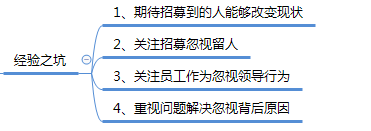 经验之坑
1、期待招募到的人能够改变现状
2、关注招募忽视留人
3、关注员工作为忽视领导行为
4、重视问题解决忽视背后原因